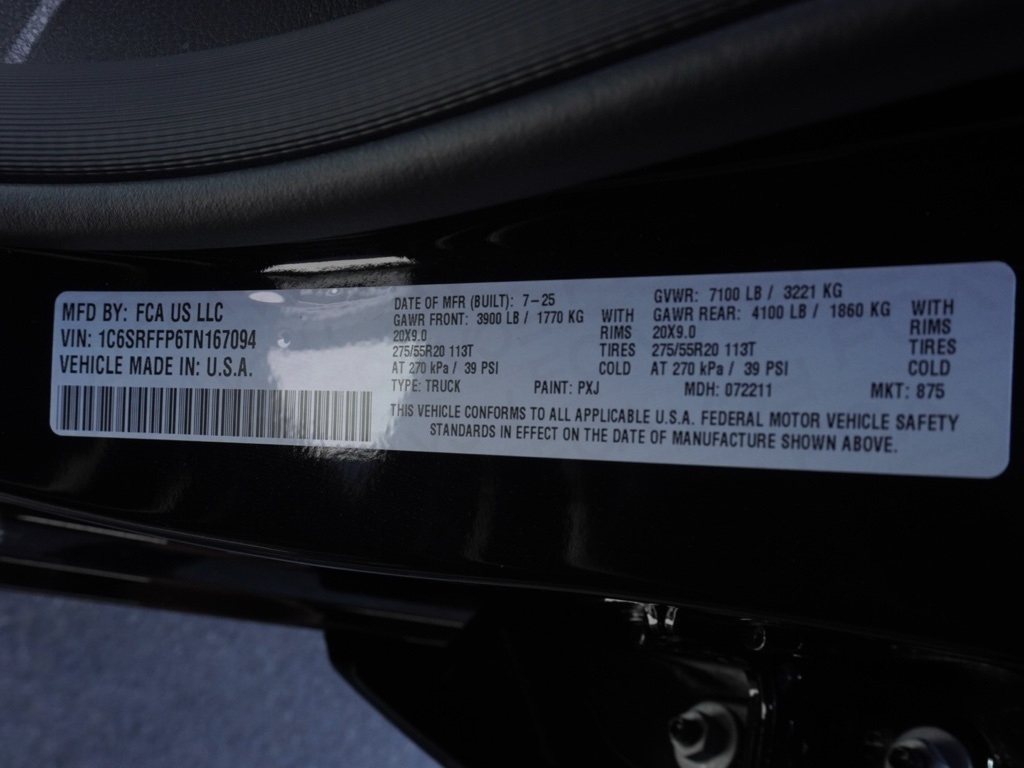 MFD BY: FCA US LLC
VIN: 1C6SRFFP6TN167094
VEHICLE MADE IN: U.S.A.
DATE OF MFR (BUILT): 7-25
GAWR FRONT: 3900 LB / 1770 KG WITH
20X9.0 RIMS
275/55R20 113T TIRES
AT 270 kPa / 39 PSI COLD
GVWR: 7100 LB / 3221 KG
GAWR REAR: 4100 LB / 1860 KG WITH
20X9.0 RIMS
275/55R20 113T TIRES
AT 270 kPa / 39 PSI COLD
TYPE: TRUCK PAINT: PXJ MDH: 072211 MKT: 875
THIS VEHICLE CONFORMS TO ALL APPLICABLE U.S.A. FEDERAL MOTOR VEHICLE SAFETY
STANDARDS IN EFFECT ON THE DATE OF MANUFACTURE SHOWN ABOVE.